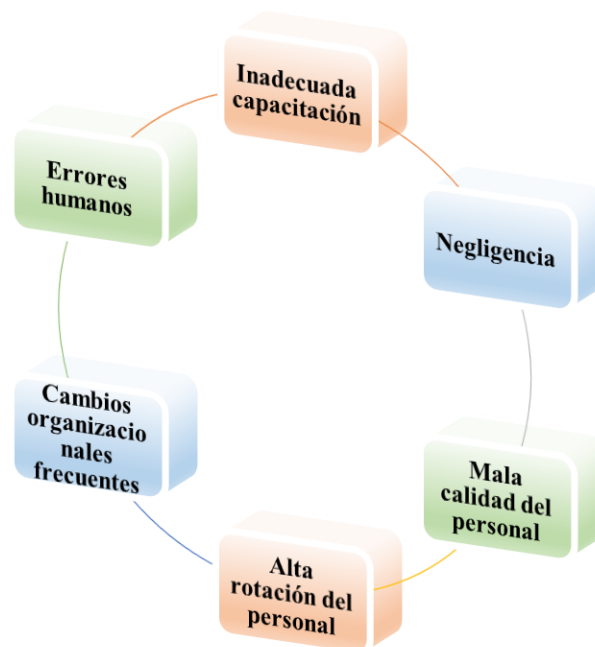 Inadecuada
capacitación
Negligencia
Mala
calidad del
personal
Alta
rotación del
personal
Cambios
organizacio
nales
frecuentes
Errores
humanos